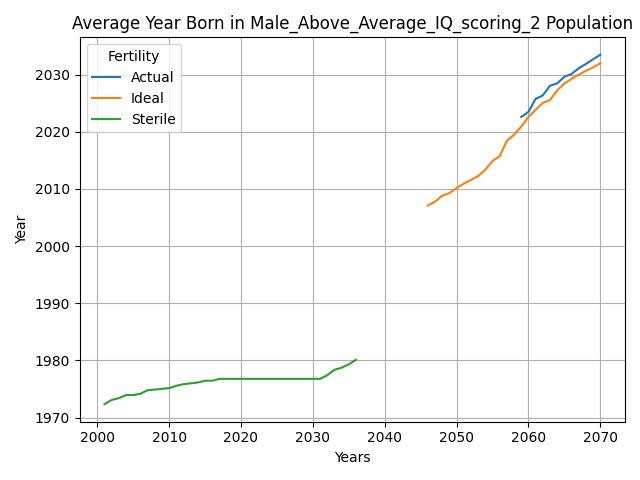 Average Year Born in Male_Above_Average_IQ_scoring_2 Population
Fertility
Actual
Ideal
Sterile
Year
2030
2020
2010
2000
1990
1980
1970
2000 2010 2020 2030 2040 2050 2060 2070
Years